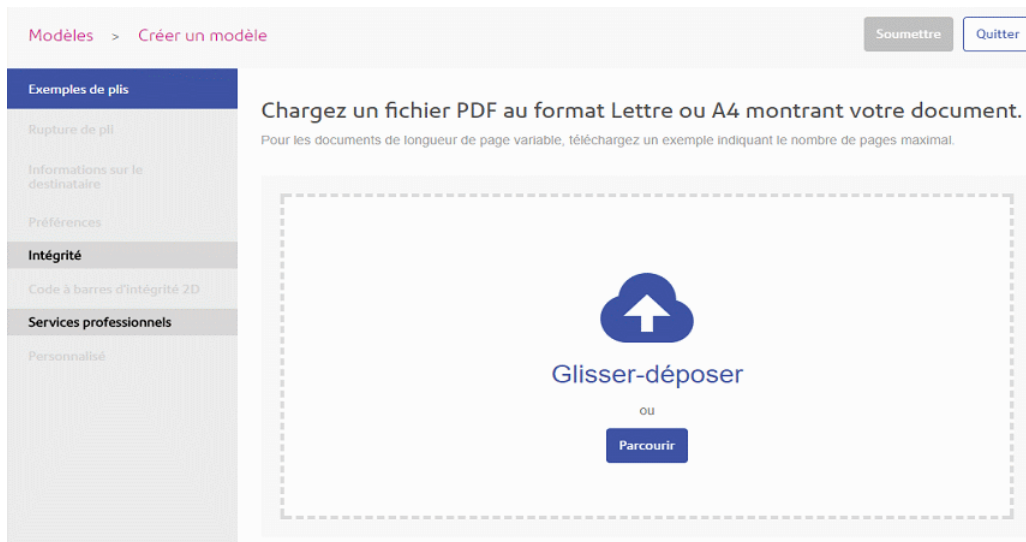 Modèles > Créer un modèle
Soumettre
Quitter
Exemples de plis
Rupture de pli
Informations sur le
destinataire
Préférences
Intégrité
Code à barres d'intégrité 2D
Services professionnels
Personnalisé
Chargez un fichier PDF au format Lettre ou A4 montrant votre document.
Pour les documents de longueur de page variable, téléchargez un exemple indiquant le nombre de pages maximal.
Glisser-déposer
ou
Parcourir